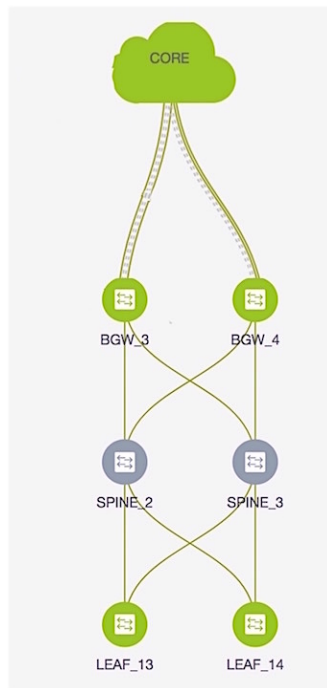 CORE
BGW_3
BGW_4
SPINE_2
SPINE_3
LEAF_13
LEAF_14